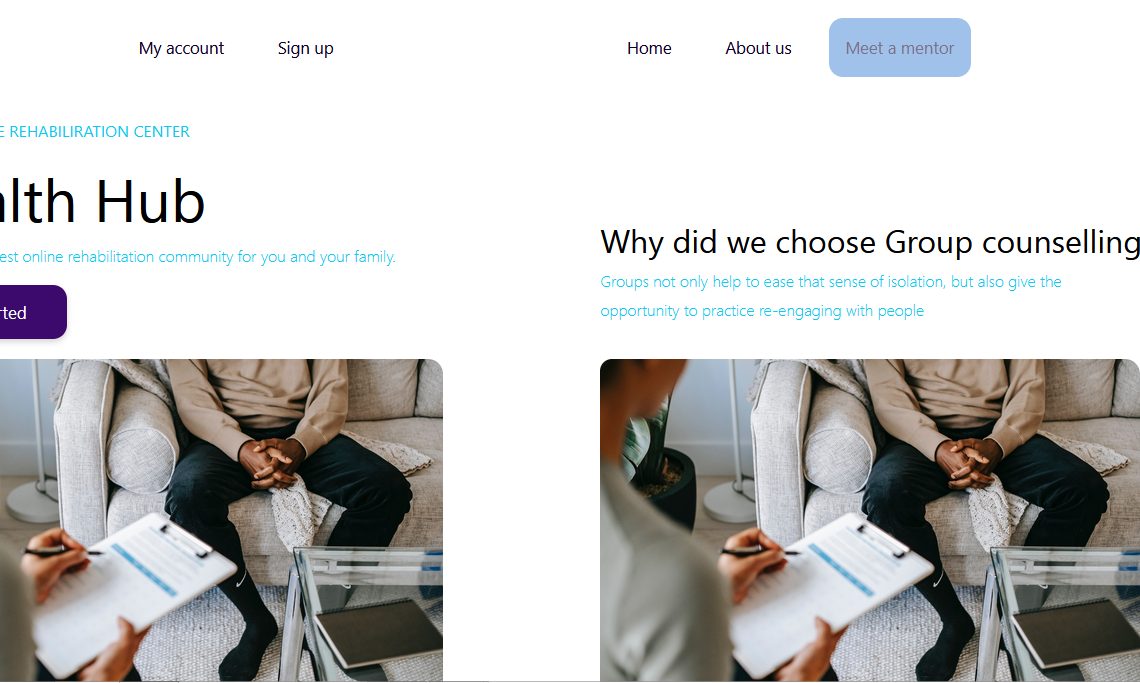 My account Sign up Home About us Meet a mentor
E REHABILIRATION CENTER
alth Hub
est online rehabilitation community for you and your family.
rted
Why did we choose Group counselling
Groups not only help to ease that sense of isolation, but also give the
opportunity to practice re-engaging with people